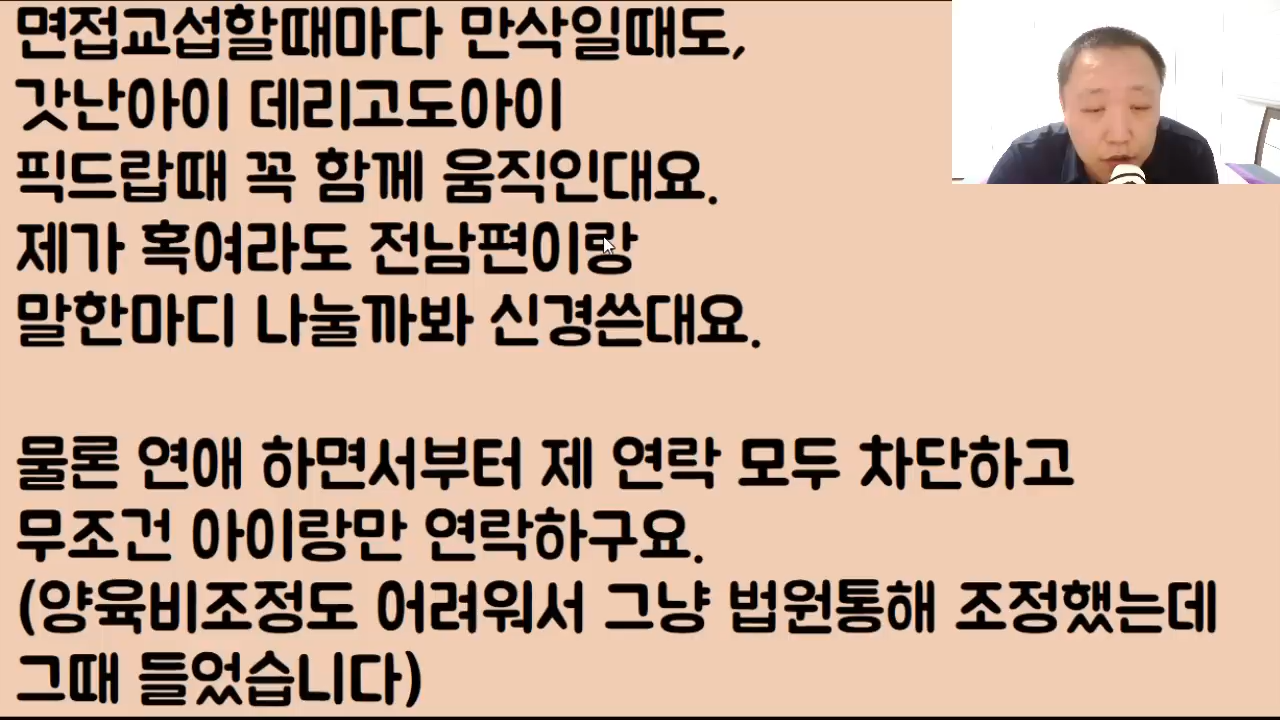 면접교섭할때마다 만삭일때도,
갓난아이 데리고도아이
픽드랍때 꼭 함께 움직인대요.
제가 혹여라도 전남편이랑
말한마디 나눌까봐 신경쓴대요.
물론 연애 하면서부터 제 연락 모두 차단하고
무조건 아이랑만 연락하구요.
(양육비조정도 어려워서 그냥 법원통해 조정했는데
그때 들었습니다)